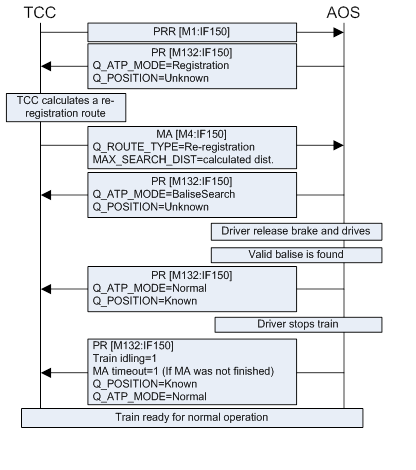 TCC
AOS
PRR [M1:IF150]
PR [M132:IF150]
Q_ATP_MODE=Registration
Q_POSITION=Unknown
TCC calculates a re-
registration route
MA [M4:IF150]
Q_ROUTE_TYPE=Re-registration
MAX_SEARCH_DIST=calculated dist.
PR [M132:IF150]
Q_ATP_MODE=BaliseSearch
Q_POSITION=Unknown
Driver release brake and drives
Valid balise is found
PR [M132:IF150]
Q_ATP_MODE=Normal
Q_POSITION=Known
Driver stops train
PR [M132:IF150]
Train idling=1
MA timeout=1 (If MA was not finished)
Q_POSITION=Known
Q_ATP_MODE=Normal
Train ready for normal operation